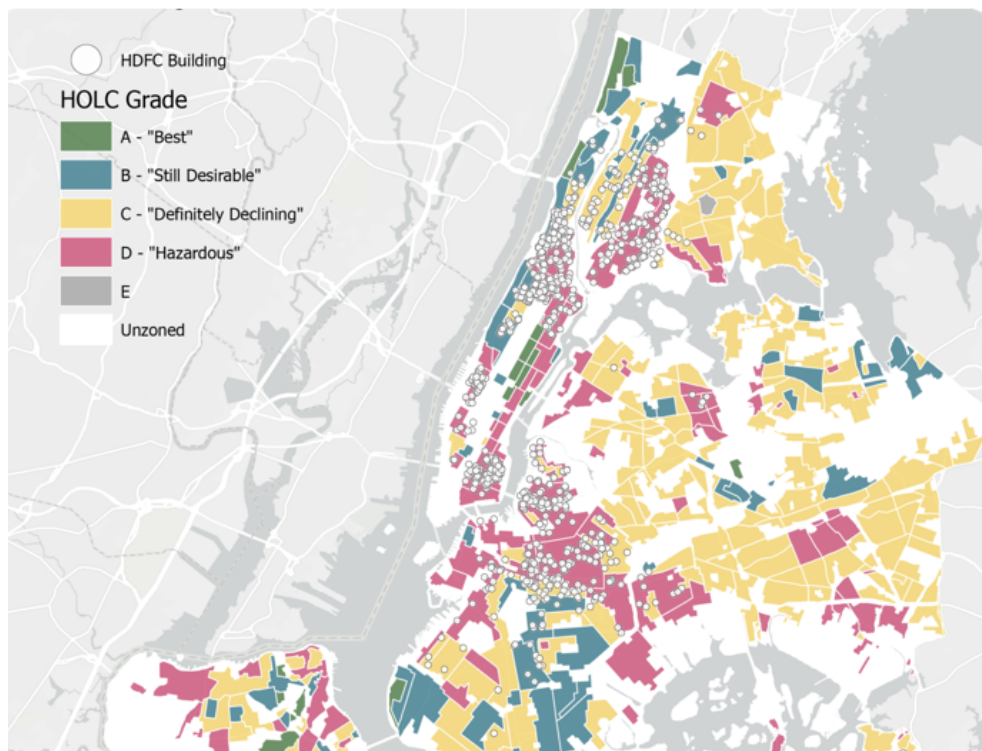 HDFC Building
HOLC Grade
A - "Best"
B - "Still Desirable"
C - "Definitely Declining"
D - "Hazardous"
E
Unzoned